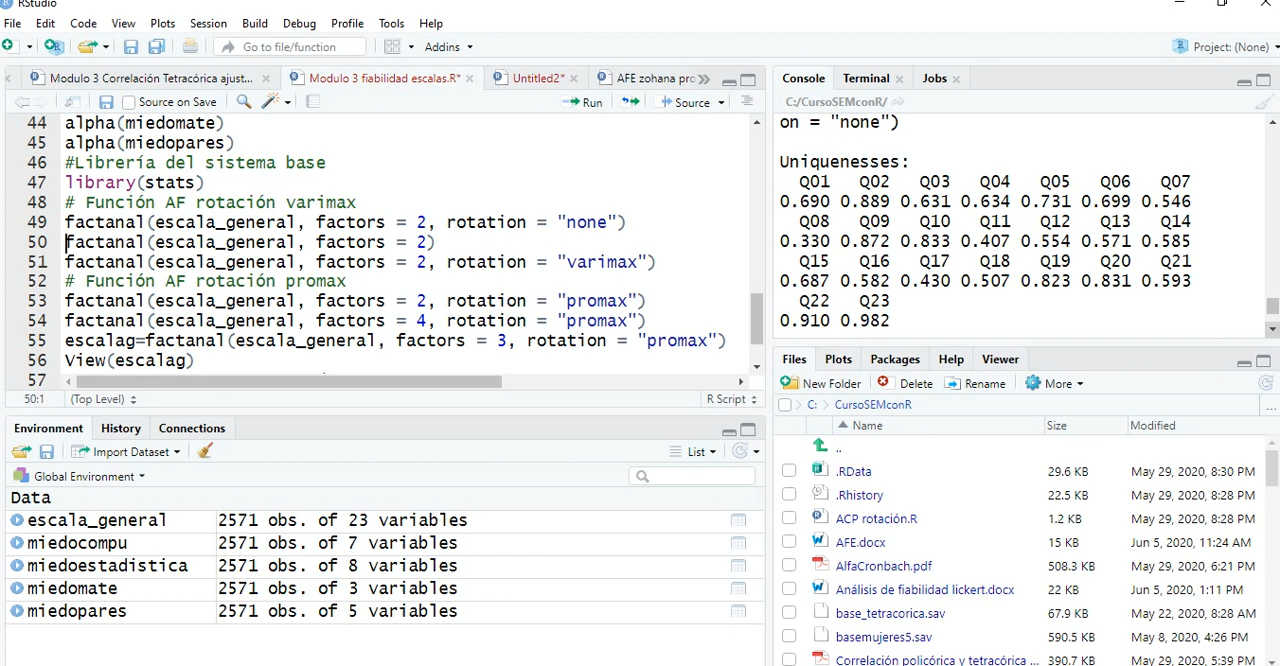 RStudio
File Edit Code View Plots Session Build Debug Profile Tools Help
Go to file/function Addins Project: (None)
Modulo 3 Correlación Tetracórica ajust... Modulo 3 fiabilidad escalas.R* Untitled2* AFE zohana pro
Source on Save Run Source
44 alpha(miedomate)
45 alpha(miedopares)
46 #Librería del sistema base
47 library(stats)
48 # Función AF rotación varimax
49 factanal(escala_general, factors = 2, rotation = "none")
50 factanal(escala_general, factors = 2)
51 factanal(escala_general, factors = 2, rotation = "varimax")
52 # Función AF rotación promax
53 factanal(escala_general, factors = 2, rotation = "promax")
54 factanal(escala_general, factors = 4, rotation = "promax")
55 escalag=factanal(escala_general, factors = 3, rotation = "promax")
56 View(escalag)
57
50:1 (Top Level) R Script
Environment History Connections
Import Dataset List
Global Environment
Data
escala_general 2571 obs. of 23 variables
miedocompu 2571 obs. of 7 variables
miedoestadistica 2571 obs. of 8 variables
miedomate 2571 obs. of 3 variables
miedopares 2571 obs. of 5 variables
Console Terminal Jobs
C:/CursoSEMconR/
on = "none")
Uniquenesses:
Q01 Q02 Q03 Q04 Q05 Q06 Q07
0.690 0.889 0.631 0.634 0.731 0.699 0.546
Q08 Q09 Q10 Q11 Q12 Q13 Q14
0.330 0.872 0.833 0.407 0.554 0.571 0.585
Q15 Q16 Q17 Q18 Q19 Q20 Q21
0.687 0.582 0.430 0.507 0.823 0.831 0.593
Q22 Q23
0.910 0.982
Files Plots Packages Help Viewer
New Folder Delete Rename More
C: CursoSEMconR ...
Name Size Modified
..
.RData 29.6 KB May 29, 2020, 8:30 PM
.Rhistory 22.5 KB May 29, 2020, 8:28 PM
ACP rotación.R 1.2 KB May 29, 2020, 8:28 PM
AFE.docx 15 KB Jun 5, 2020, 11:24 AM
AlfaCronbach.pdf 508.3 KB May 29, 2020, 6:21 PM
Análisis de fiabilidad lickert.docx 22 KB Jun 5, 2020, 1:11 PM
base_tetracorica.sav 67.9 KB May 22, 2020, 8:28 AM
basemujeres5.sav 590.5 KB May 8, 2020, 4:26 PM
Correlación policórica y tetracórica ... 390.7 KB May 29, 2020, 5:39 PM